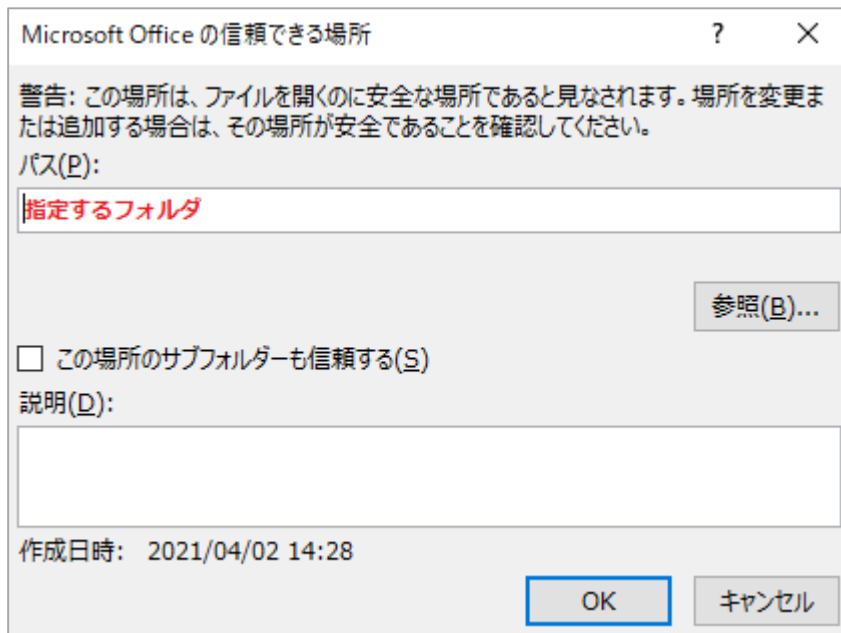 Microsoft Office の信頼できる場所 ? ×
警告: この場所は、ファイルを開くのに安全な場所であると見なされます。場所を変更ま
たは追加する場合は、その場所が安全であることを確認してください。
パス(P):
指定するフォルダ
参照(B)...
この場所のサブフォルダーも信頼する(S)
説明(D):
作成日時: 2021/04/02 14:28
OK キャンセル